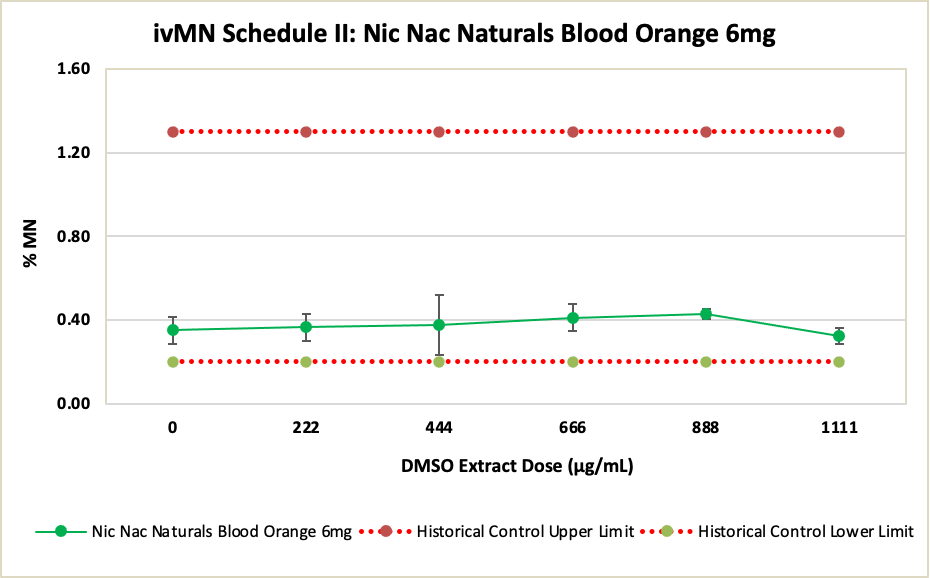 ivMN Schedule II: Nic Nac Naturals Blood Orange 6mg
1.60
1.20
0.80
0.40
0.00
% MN
0 222 444 666 888 1111
DMSO Extract Dose (µg/mL)
Nic Nac Naturals Blood Orange 6mg Historical Control Upper Limit Historical Control Lower Limit